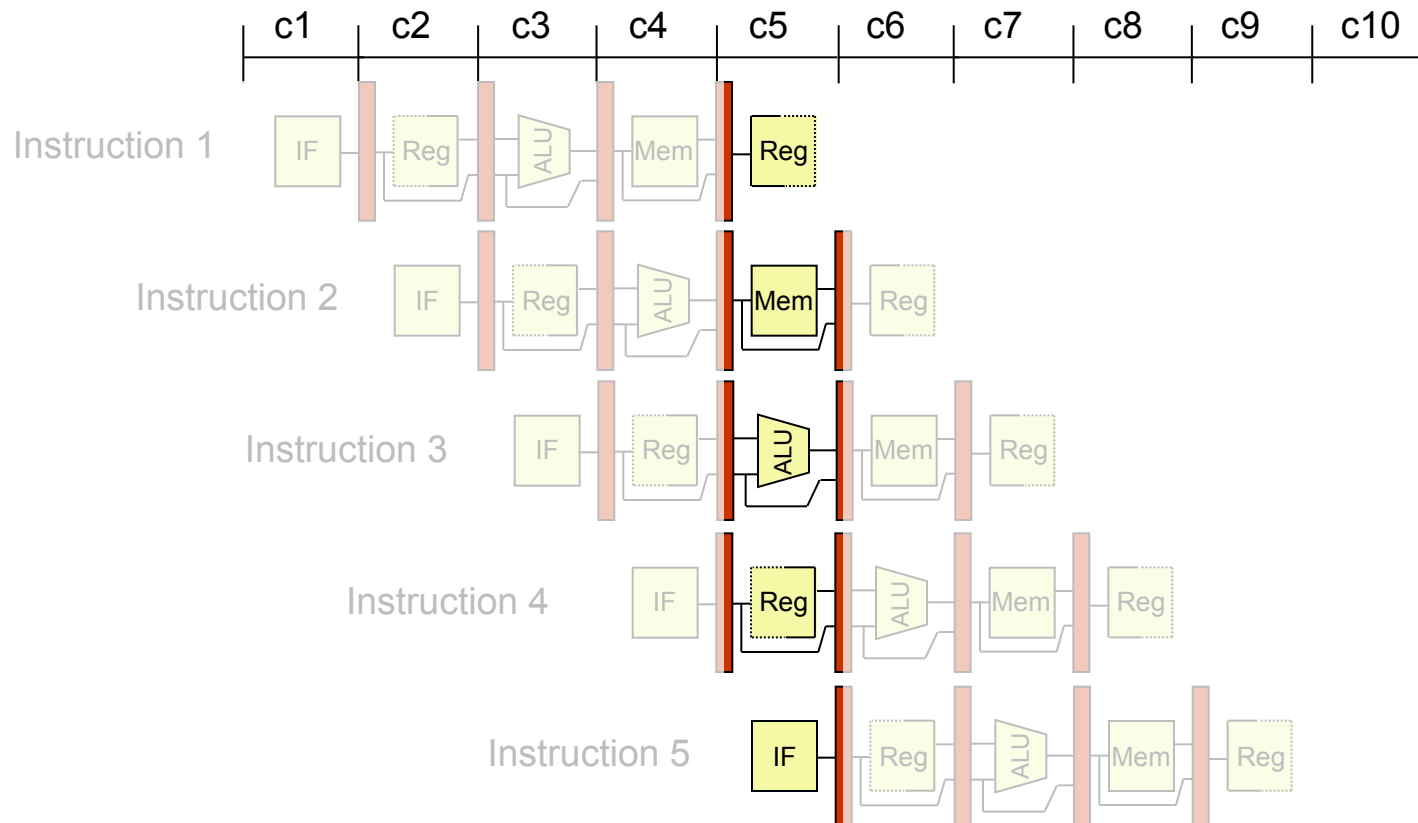 c1 c2 c3 c4 c5 c6 c7 c8 c9 c10
Instruction 1 IF Reg ALU Mem Reg
Instruction 2 IF Reg ALU Mem Reg
Instruction 3 IF Reg ALU Mem Reg
Instruction 4 IF Reg ALU Mem Reg
Instruction 5 IF Reg ALU Mem Reg